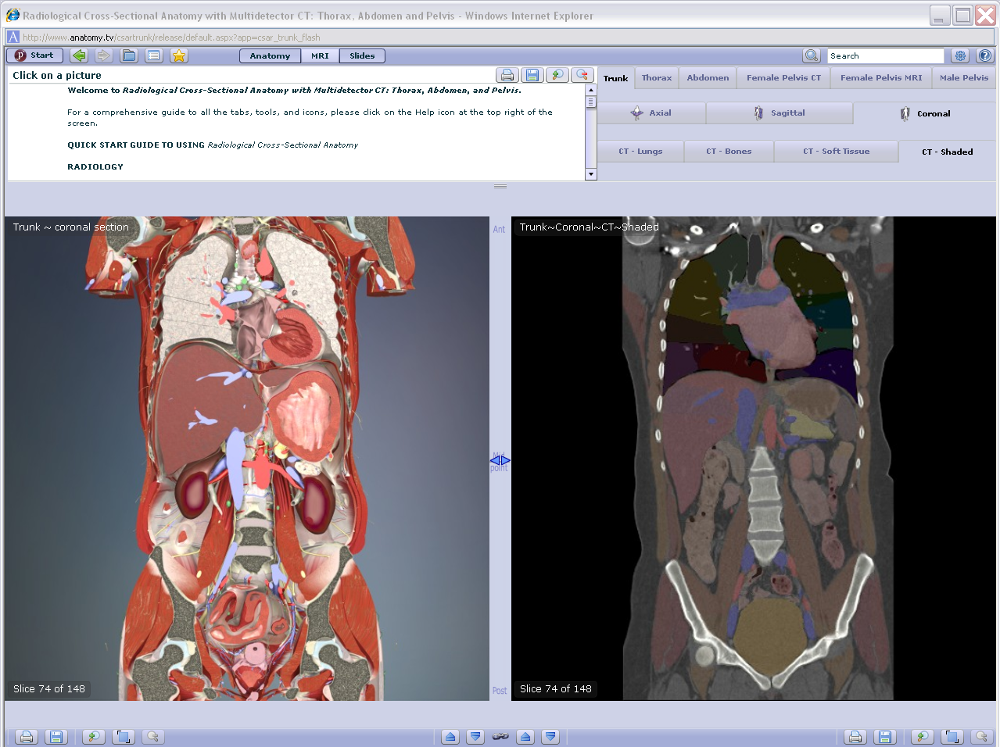 Radiological Cross-Sectional Anatomy with Multidetector CT: Thorax, Abdomen and Pelvis - Windows Internet Explorer
http://www.anatomy.tv/csartrunk/release/default.aspx?app=csar_trunk_flash
Start Anatomy MRI Slides Search
Click on a picture
Welcome to Radiological Cross-Sectional Anatomy with Multidetector CT: Thorax, Abdomen, and Pelvis.
For a comprehensive guide to all the tabs, tools, and icons, please click on the Help icon at the top right of the
screen.
QUICK START GUIDE TO USING Radiological Cross-Sectional Anatomy
RADIOLOGY
Trunk Thorax Abdomen Female Pelvis CT Female Pelvis MRI Male Pelvis
Axial Sagittal Coronal
CT - Lungs CT - Bones CT - Soft Tissue CT - Shaded
Trunk ~ coronal section
Ant
Trunk~Coronal~CT~Shaded
Mid
point
Post
Slice 74 of 148
Slice 74 of 148